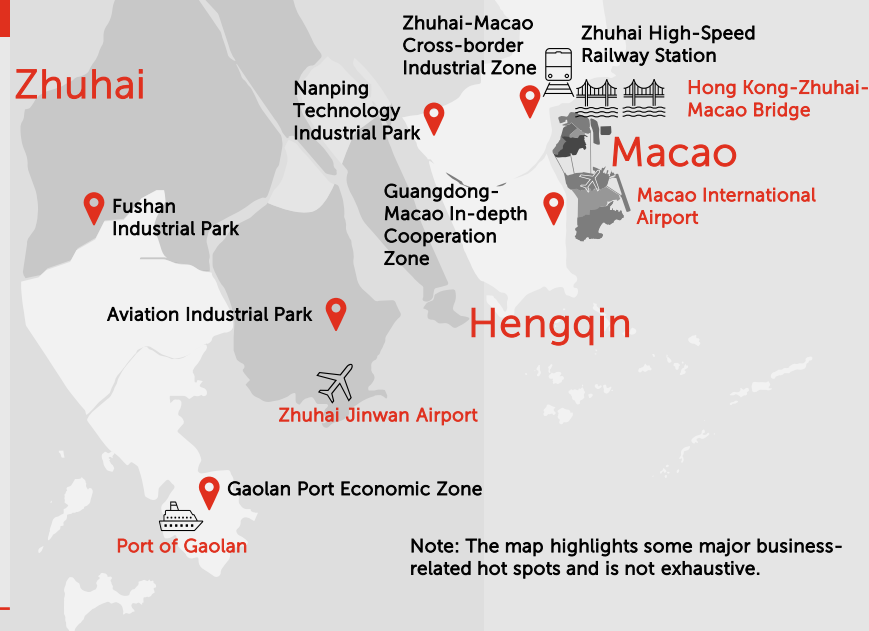 Zhuhai-Macao
Cross-border
Industrial Zone
Zhuhai High-Speed
Railway Station
Zhuhai
Nanping
Technology
Industrial Park
Hong Kong-Zhuhai-
Macao Bridge
Macao
Guangdong-
Macao In-depth
Cooperation
Zone
Macao International
Airport
Fushan
Industrial Park
Aviation Industrial Park
Hengqin
Zhuhai Jinwan Airport
Gaolan Port Economic Zone
Port of Gaolan
Note: The map highlights some major business-
related hot spots and is not exhaustive.